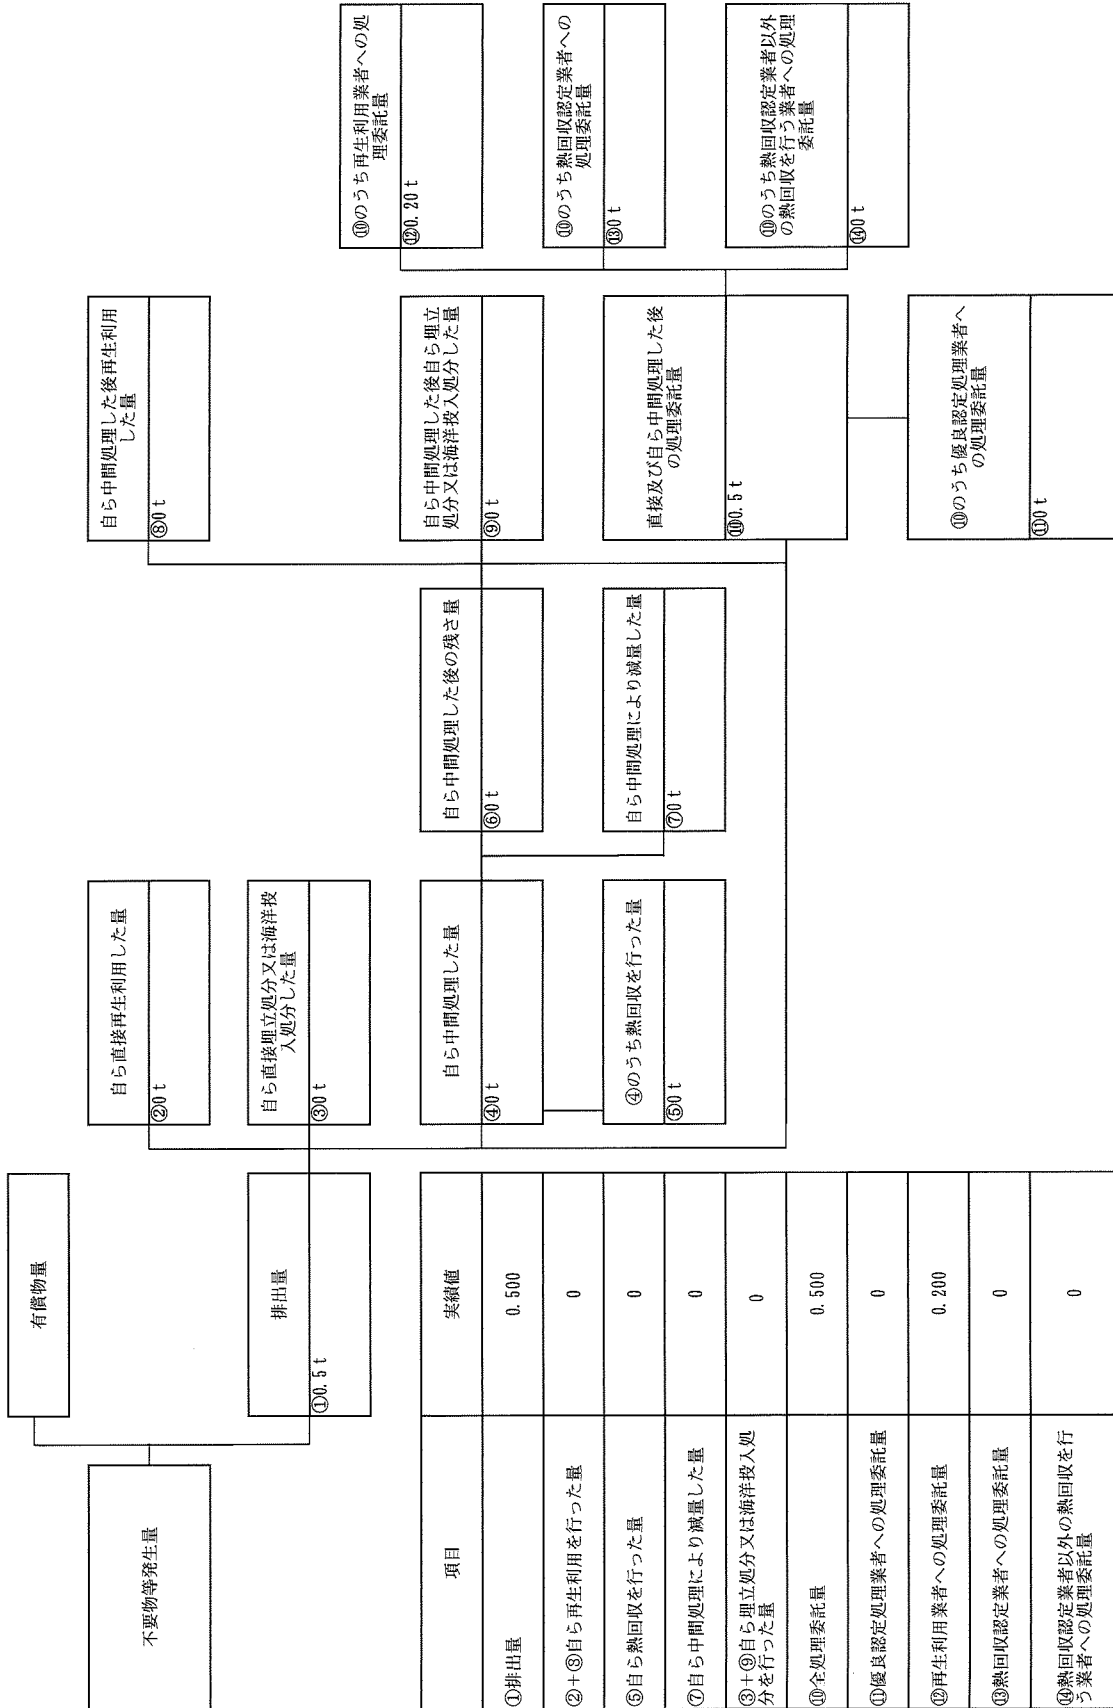 不要物等発生量
有償物量
排出量
①0.5 t
自ら直接再生利用した量
②0 t
自ら直接埋立処分又は海洋投
入処分した量
③0 t
自ら中間処理した量
④0 t
④のうち熱回収を行った量
⑤0 t
自ら中間処理した後の残さ量
⑥0 t
自ら中間処理により減量した量
⑦0 t
自ら中間処理した後再生利用
した量
⑧0 t
自ら中間処理した後自ら埋立
処分又は海洋投入処分した量
⑨0 t
直接及び自ら中間処理した後
の処理委託量
⑩0.5 t
⑩のうち優良認定処理業者へ
の処理委託量
⑪0 t
⑩のうち再生利用業者への処
理委託量
⑫0.20 t
⑩のうち熱回収認定業者への
処理委託量
⑬0 t
⑩のうち熱回収認定業者以外
の熱回収を行う業者への処理
委託量
⑭0 t
項目 実績値
①排出量 0.500
②+⑧自ら再生利用を行った量 0
⑤自ら熱回収を行った量 0
⑦自ら中間処理により減量した量 0
③+⑨自ら埋立処分又は海洋投入処
分を行った量 0
⑩全処理委託量 0.500
⑪優良認定処理業者への処理委託量 0
⑫再生利用業者への処理委託量 0.200
⑬熱回収認定業者への処理委託量 0
⑭熱回収認定業者以外の熱回収を行
う業者への処理委託量 0